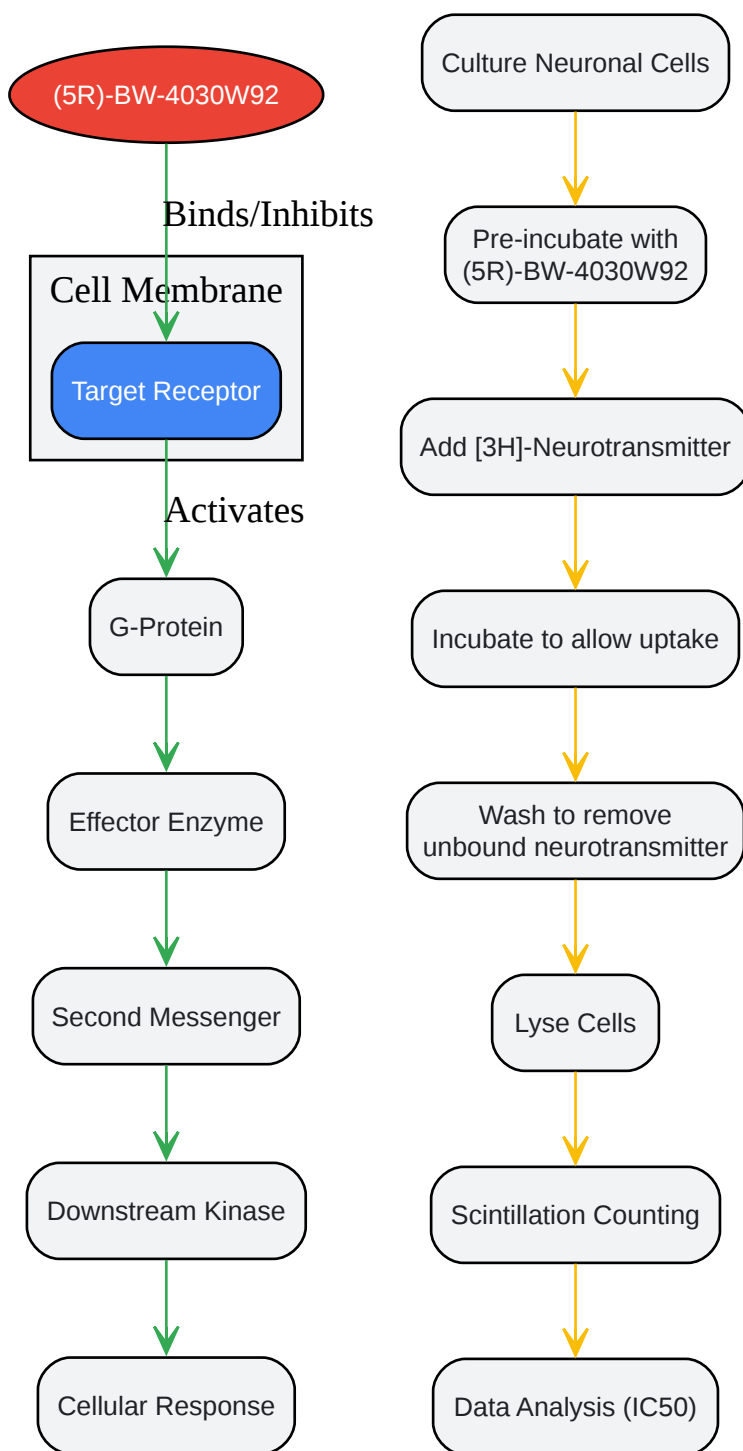 (5R)-BW-4030W92
Binds/Inhibits
Cell Membrane
Target Receptor
Activates
G-Protein
Effector Enzyme
Second Messenger
Downstream Kinase
Cellular Response
Culture Neuronal Cells
Pre-incubate with
(5R)-BW-4030W92
Add [3H]-Neurotransmitter
Incubate to allow uptake
Wash to remove
unbound neurotransmitter
Lyse Cells
Scintillation Counting
Data Analysis (IC50)